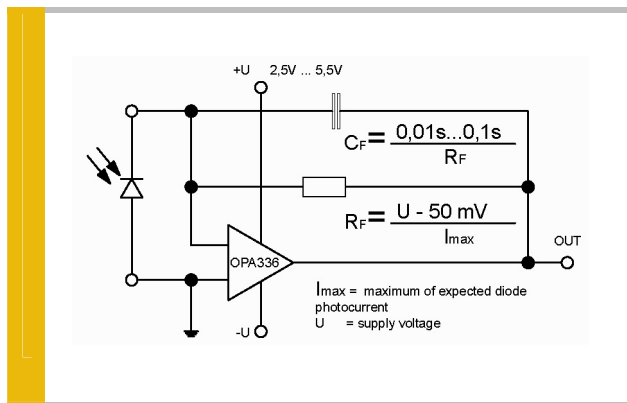 +U 2,5V ... 5,5V
CF= 0,01s...0,1s
RF
RF= U - 50 mV
Imax
OUT
OPA336
Imax = maximum of expected diode
photocurrent
U = supply voltage
-U